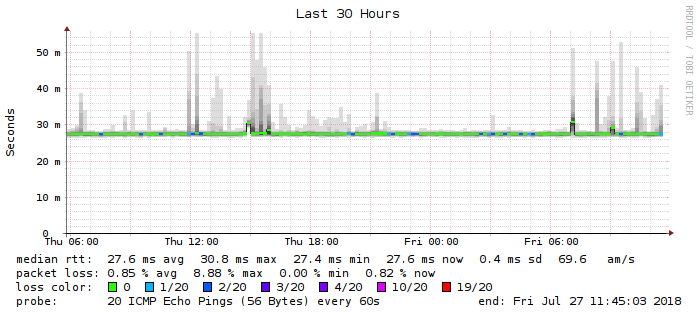 Last 30 Hours
RRDTOOL / TOBI OETIKER
Seconds
50 m
40 m
30 m
20 m
10 m
0
Thu 06:00 Thu 12:00 Thu 18:00 Fri 00:00 Fri 06:00
median rtt: 27.6 ms avg 30.8 ms max 27.4 ms min 27.6 ms now 0.4 ms sd 69.6 am/s
packet loss: 0.85 % avg 8.88 % max 0.00 % min 0.82 % now
loss color: 0 1/20 2/20 3/20 4/20 10/20 19/20
probe: 20 ICMP Echo Pings (56 Bytes) every 60s end: Fri Jul 27 11:45:03 2018